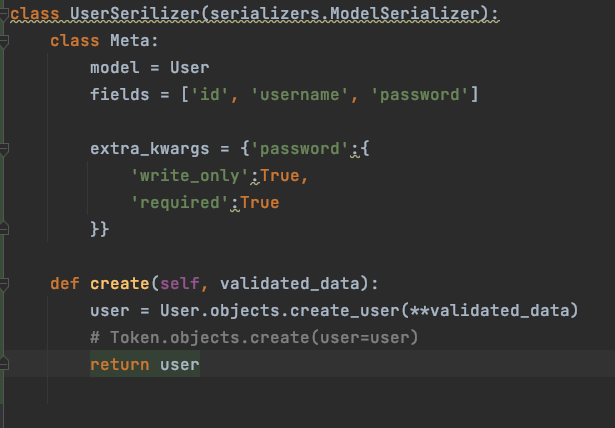 class UserSerilizer(serializers.ModelSerializer):
    class Meta:
        model = User
        fields = ['id', 'username', 'password']

        extra_kwargs = {'password':{
            'write_only':True,
            'required':True
        }}

    def create(self, validated_data):
        user = User.objects.create_user(**validated_data)
        # Token.objects.create(user=user)
        return user